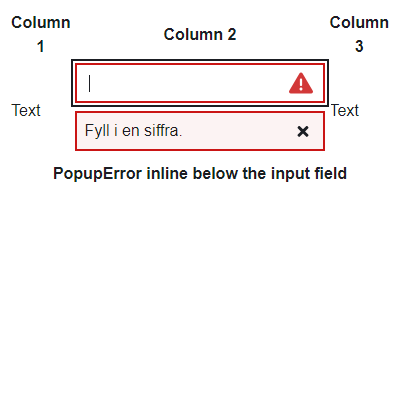 Column 1
Column 2
Column 3
Text
Text
Fyll i en siffra.
PopupError inline below the input field